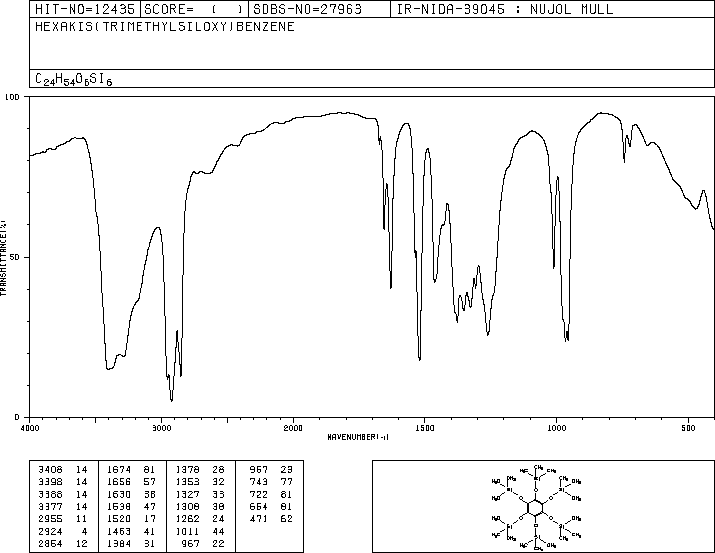 HIT-NO=12435 SCORE= ( ) SDBS-NO=27963 IR-NIDA-39045 : NUJOL MULL
HEXAKIS(TRIMETHYLSILOXY)BENZENE
C24H54O6SI6
100
50
0
TRANSMITTANCE(%)
4000 3000 2000 1500 1000 500
WAVENUMBER(-1)
3408 14 1674 81 1378 28 957 23
3398 14 1656 57 1353 32 743 77
3388 14 1630 38 1327 33 722 81
3377 14 1538 47 1308 38 664 81
2955 11 1520 17 1262 24 471 62
2924 4 1463 41 1011 44
2854 12 1384 31 967 22